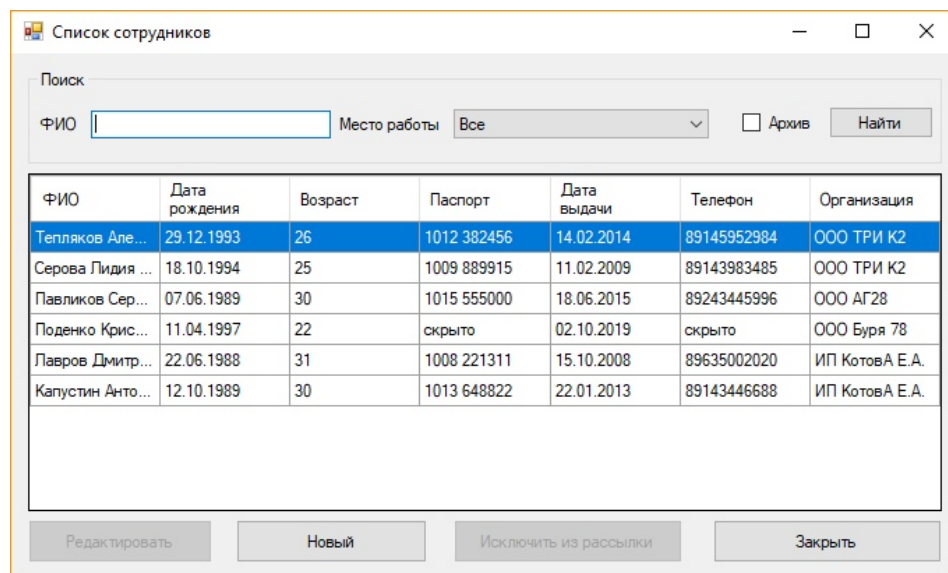 Список сотрудников
Поиск
ФИО Место работы Все Архив Найти
ФИО Дата рождения Возраст Паспорт Дата выдачи Телефон Организация
Тепляков Але... 29.12.1993 26 1012 382456 14.02.2014 89145952984 ООО ТРИ К2
Серова Лидия ... 18.10.1994 25 1009 889915 11.02.2009 89143983485 ООО ТРИ К2
Павликов Сер... 07.06.1989 30 1015 555000 18.06.2015 89243445996 ООО АГ28
Поденко Крис... 11.04.1997 22 скрыто 02.10.2019 скрыто ООО Буря 78
Лавров Дмитр... 22.06.1988 31 1008 221311 15.10.2008 89635002020 ИП КотовА Е.А.
Капустин Анто... 12.10.1989 30 1013 648822 22.01.2013 89143446688 ИП КотовА Е.А.
Редактировать Новый Исключить из рассылки Закрыть